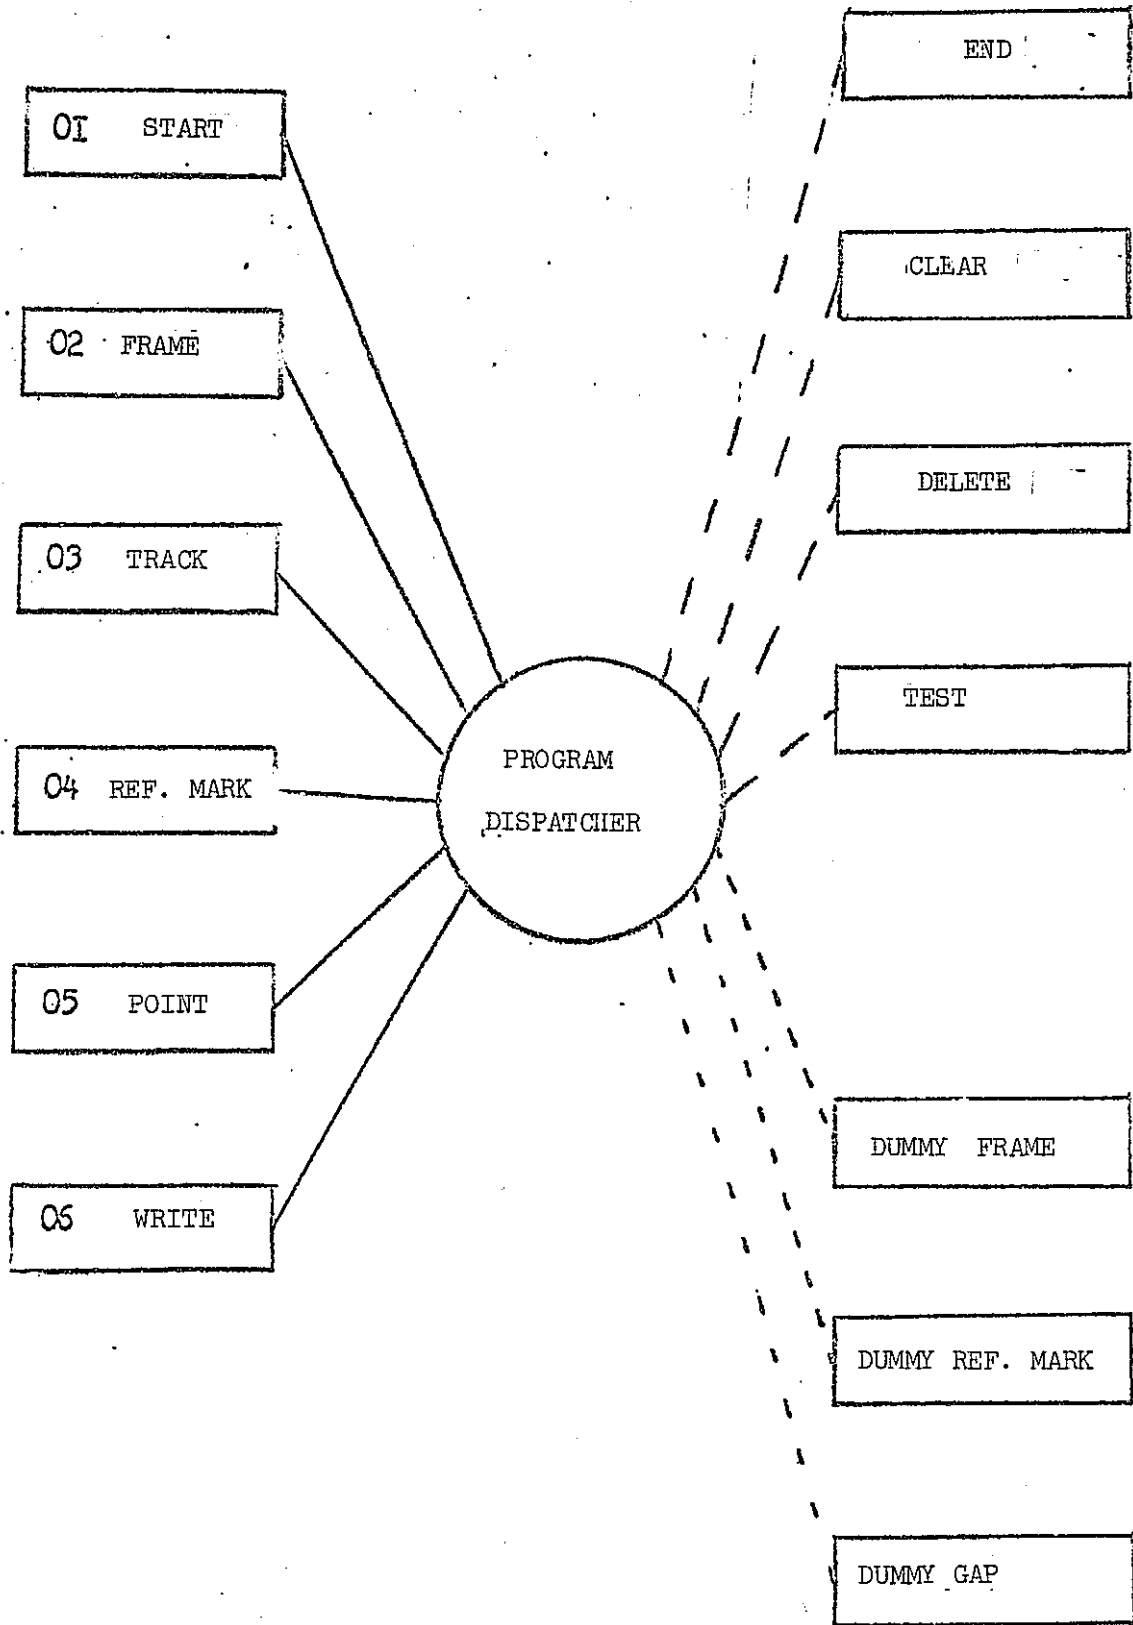 01 START
02 FRAME
03 TRACK
04 REF. MARK
05 POINT
06 WRITE
PROGRAM
DISPATCHER
END
CLEAR
DELETE
TEST
DUMMY FRAME
DUMMY REF. MARK
DUMMY GAP